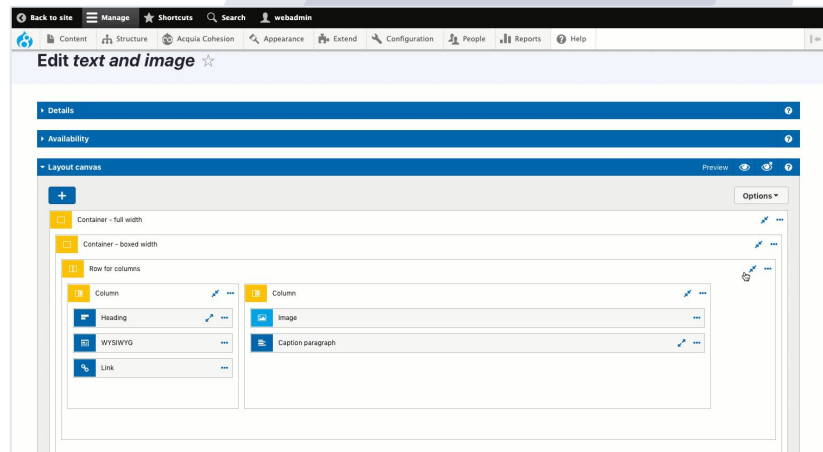 Back to site Manage Shortcuts Search webadmin
Content Structure Acquia Cohesion Appearance Extend Configuration People Reports Help
Edit text and image
Details
Availability
Layout canvas Preview
Options
Container - full width
Container - boxed width
Row for columns
Column Column
Heading Image
WYSIWYG Caption paragraph
Link